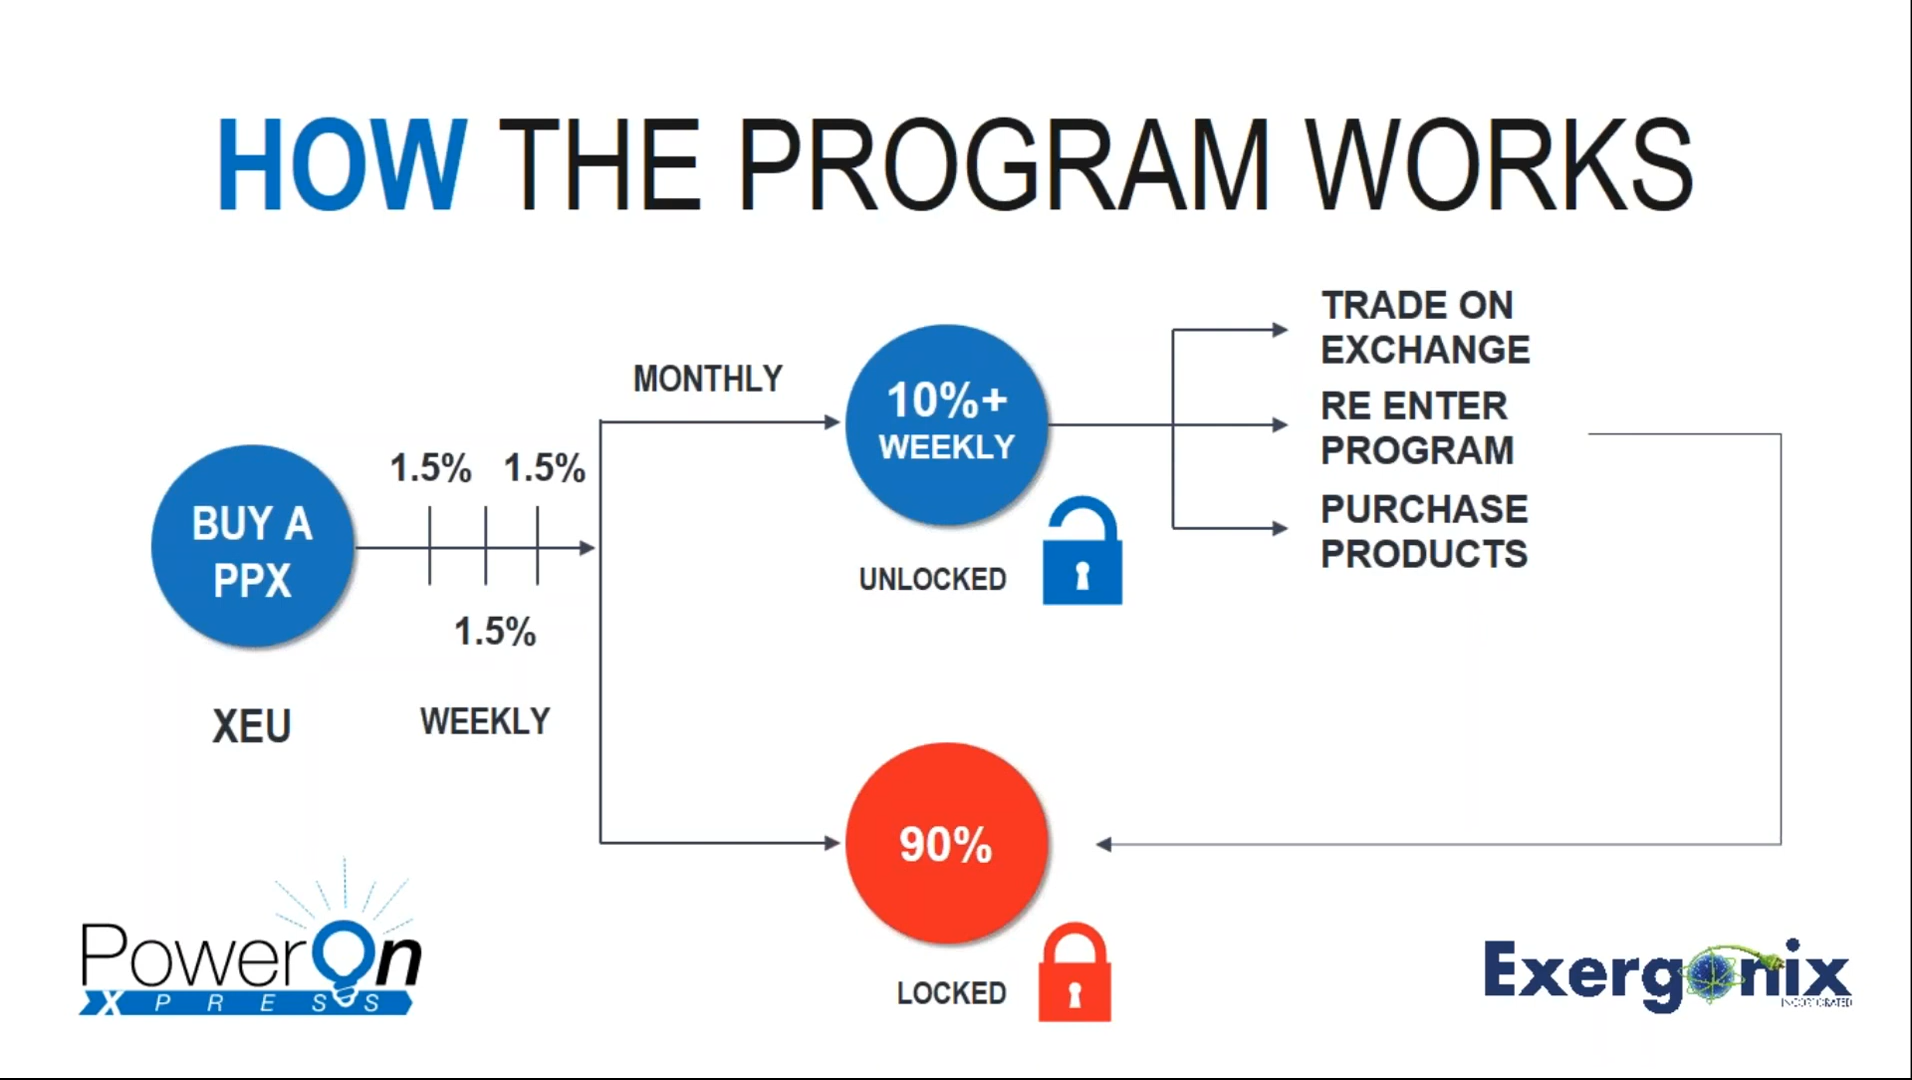 HOW THE PROGRAM WORKS
BUY A
PPX
XEU
1.5% 1.5%
1.5%
WEEKLY
MONTHLY
10%+
WEEKLY
UNLOCKED
TRADE ON
EXCHANGE
RE ENTER
PROGRAM
PURCHASE
PRODUCTS
90%
LOCKED
PowerOn
XPRESS
Exergonix
INCORPORATED